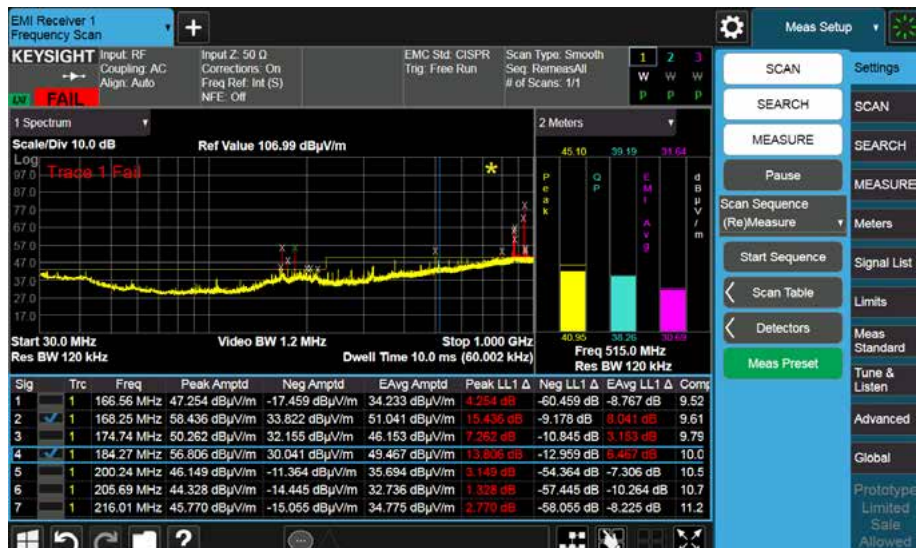 EMI Receiver 1
Frequency Scan
+
Meas Setup
KEYSIGHT
Input: RF
Coupling: AC
Align: Auto
Input Z: 50 Ω
Corrections: On
Freq Ref: Int (S)
NFE: Off
EMC Std: CISPR
Trig: Free Run
Scan Type: Smooth
Seq: RemeasAll
# of Scans: 1/1
1 2 3
W W W
P P P
LXI
FAIL
1 Spectrum
Scale/Div 10.0 dB
Ref Value 106.99 dBµV/m
Log
Trace 1 Fail
97.0
87.0
77.0
67.0
57.0
47.0
37.0
27.0
17.0
Start 30.0 MHz
Video BW 1.2 MHz
Stop 1.000 GHz
Res BW 120 kHz
Dwell Time 10.0 ms (60.002 kHz)
2 Meters
45.10 39.19 31.64
Peak
QP
EMI Avg
dBµV/m
40.95 38.26 30.69
Freq 515.0 MHz
Res BW 120 kHz
Sig Trc Freq Peak Amptd Neg Amptd EAvg Amptd Peak LL1 Δ Neg LL1 Δ EAvg LL1 Δ Comm
1 1 166.56 MHz 47.254 dBµV/m -17.459 dBµV/m 34.233 dBµV/m 4.254 dB -60.459 dB -8.767 dB 9.52
2 1 168.25 MHz 58.436 dBµV/m 33.822 dBµV/m 51.041 dBµV/m 15.436 dB -9.178 dB 8.041 dB 9.61
3 1 174.74 MHz 50.262 dBµV/m 32.155 dBµV/m 46.153 dBµV/m 7.262 dB -10.845 dB 3.153 dB 9.79
4 1 184.27 MHz 56.806 dBµV/m 30.041 dBµV/m 49.467 dBµV/m 13.806 dB -12.959 dB 6.467 dB 10.0
5 1 200.24 MHz 46.149 dBµV/m -11.364 dBµV/m 35.694 dBµV/m 3.149 dB -54.364 dB -7.306 dB 10.5
6 1 205.69 MHz 44.328 dBµV/m -14.445 dBµV/m 32.736 dBµV/m 1.328 dB -57.445 dB -10.264 dB 10.7
7 1 216.01 MHz 45.770 dBµV/m -15.055 dBµV/m 34.775 dBµV/m 2.770 dB -58.055 dB -8.225 dB 11.2
SCAN
SEARCH
MEASURE
Pause
Scan Sequence
(Re)Measure
Start Sequence
Scan Table
Detectors
Meas Preset
Settings
SCAN
SEARCH
MEASURE
Meters
Signal List
Limits
Meas
Standard
Tune &
Listen
Advanced
Global
Prototype
Limited
Sale
Allowed
?